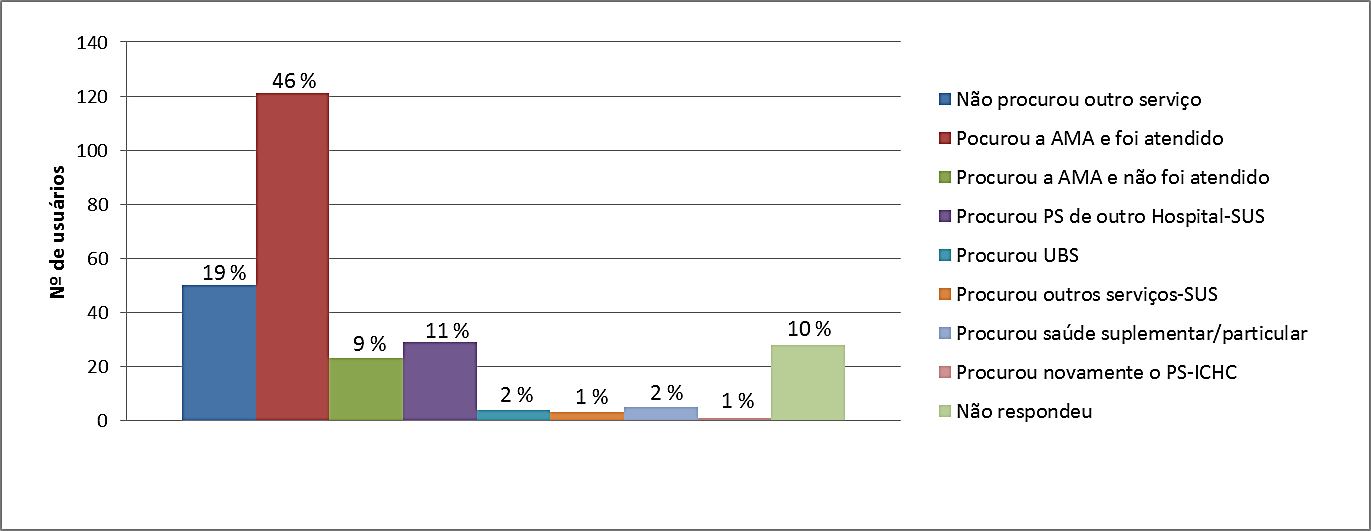 140
120
100
80
60
40
20
0
Nº de usuários
19 %
46 %
9 %
11 %
2 %
1 %
2 %
1 %
10 %
Não procurou outro serviço
Pocurou a AMA e foi atendido
Procurou a AMA e não foi atendido
Procurou PS de outro Hospital-SUS
Procurou UBS
Procurou outros serviços-SUS
Procurou saúde suplementar/particular
Procurou novamente o PS-ICHC
Não respondeu